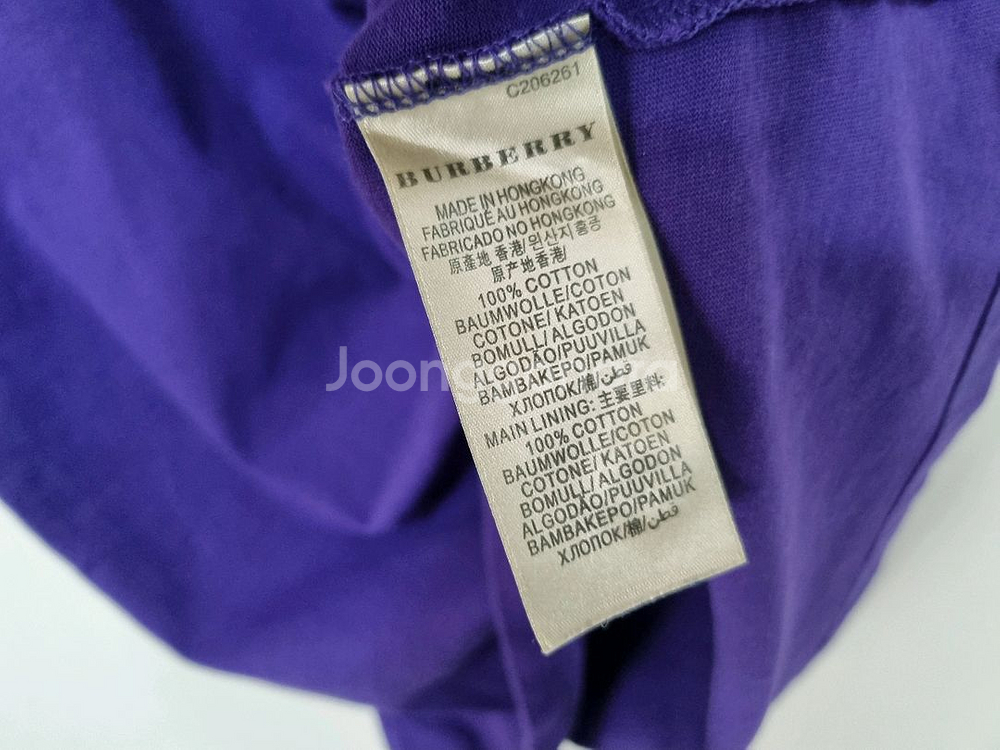 C206261
BURBERRY
MADE IN HONGKONG
FABRIQUÉ AU HONGKONG
FABRICADO NO HONGKONG
原產地 香港/ 원산지 홍콩
原产地 香港/
100% COTTON
BAUMWOLLE/COTON
COTONE/ KATOEN
BOMULL/ ALGODON
ALGODÃO/PUUVILLA
BAMBAKEPO/PAMUK
ХЛОПОК/棉/قطن
MAIN LINING: 主要里料:
100% COTTON
BAUMWOLLE/COTON
COTONE/ KATOEN
BOMULL/ ALGODON
ALGODÃO/PUUVILLA
BAMBAKEPO/PAMUK
ХЛОПОК/棉/قطن